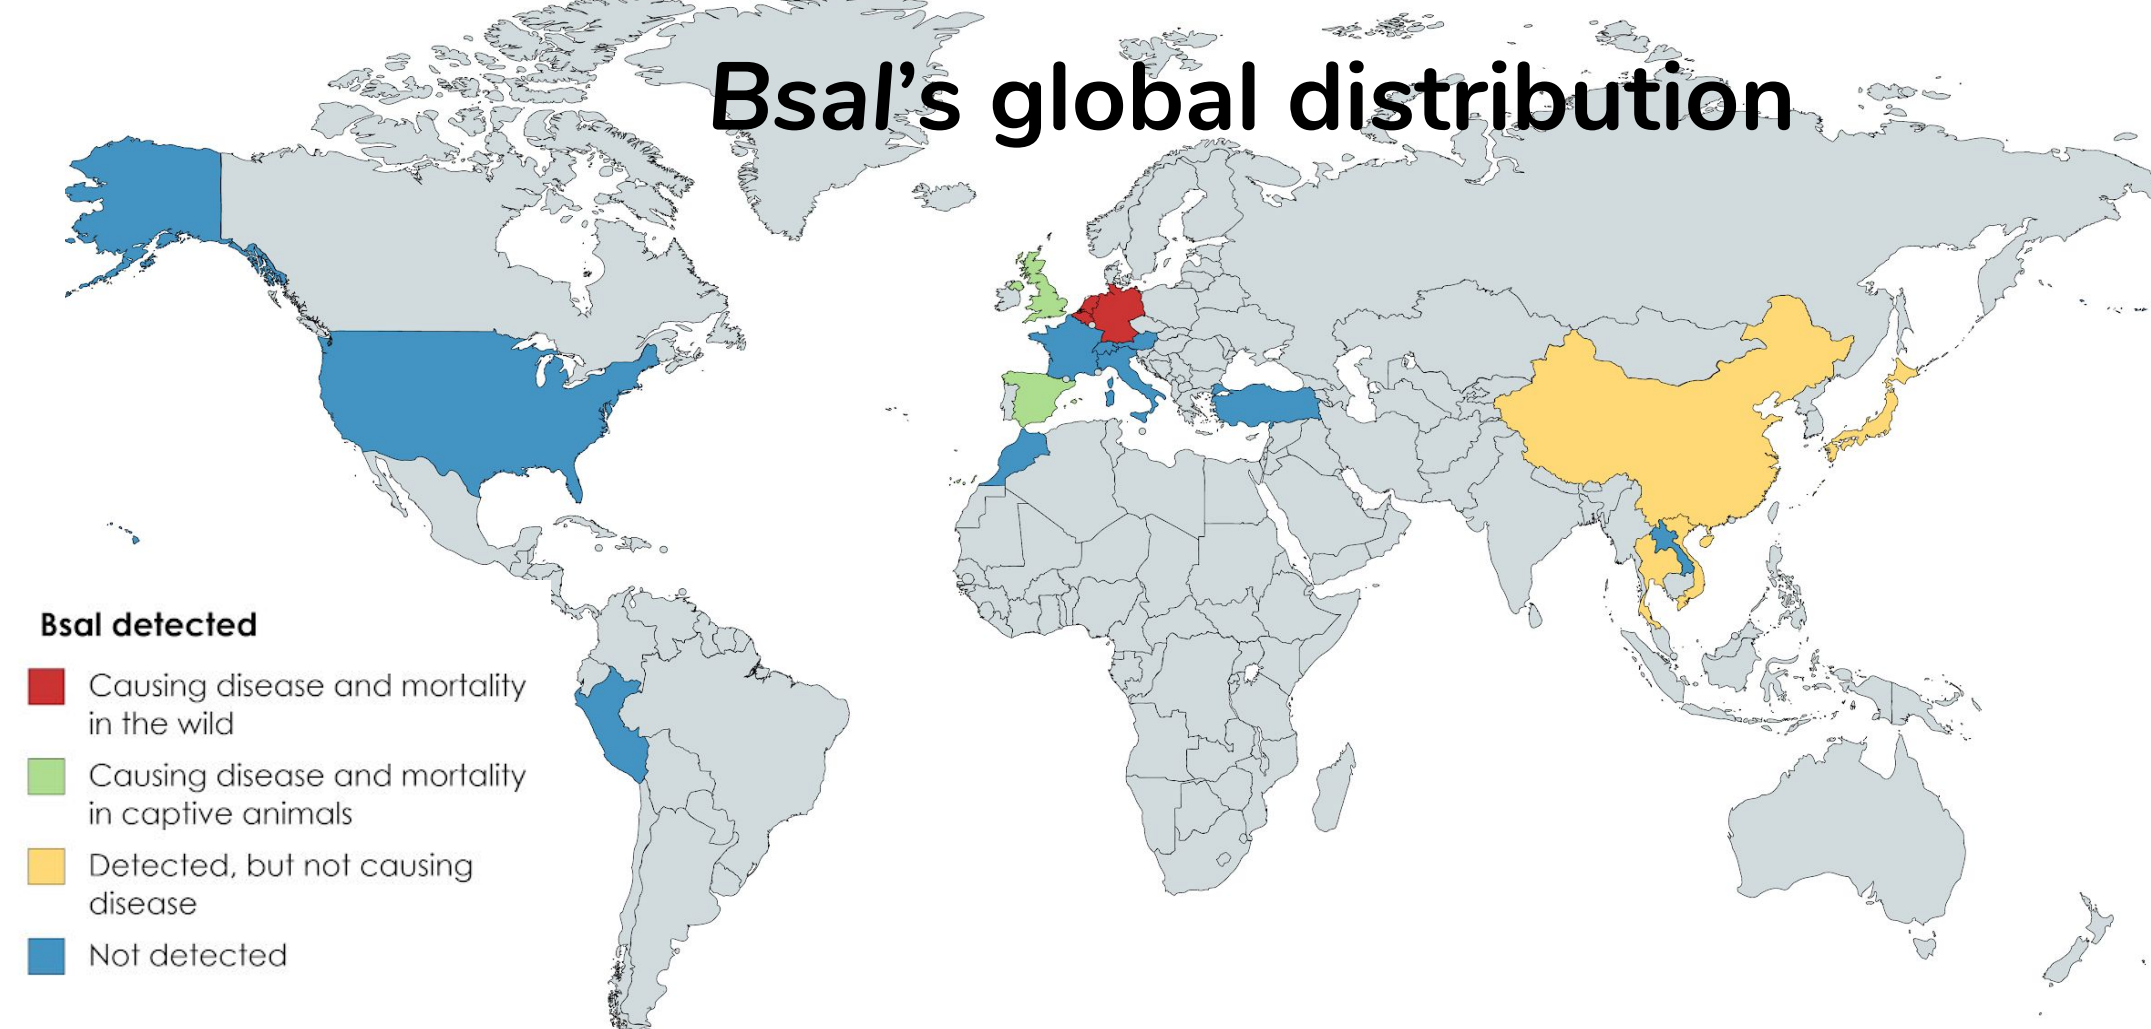 Bsal's global distribution
Bsal detected
Causing disease and mortality
in the wild
Causing disease and mortality
in captive animals
Detected, but not causing
disease
Not detected